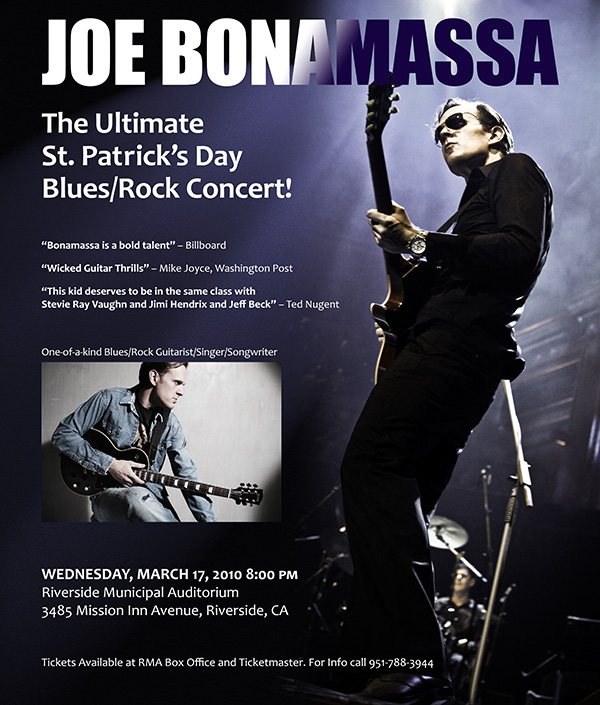 JOE BONAMASSA
The Ultimate
St. Patrick's Day
Blues/Rock Concert!
“Bonamassa is a bold talent” – Billboard
“Wicked Guitar Thrills” – Mike Joyce, Washington Post
“This kid deserves to be in the same class with
Stevie Ray Vaughn and Jimi Hendrix and Jeff Beck” – Ted Nugent
One-of-a-kind Blues/Rock Guitarist/Singer/Songwriter
WEDNESDAY, MARCH 17, 2010 8:00 PM
Riverside Municipal Auditorium
3485 Mission Inn Avenue, Riverside, CA
Tickets Available at RMA Box Office and Ticketmaster. For Info call 951-788-3944